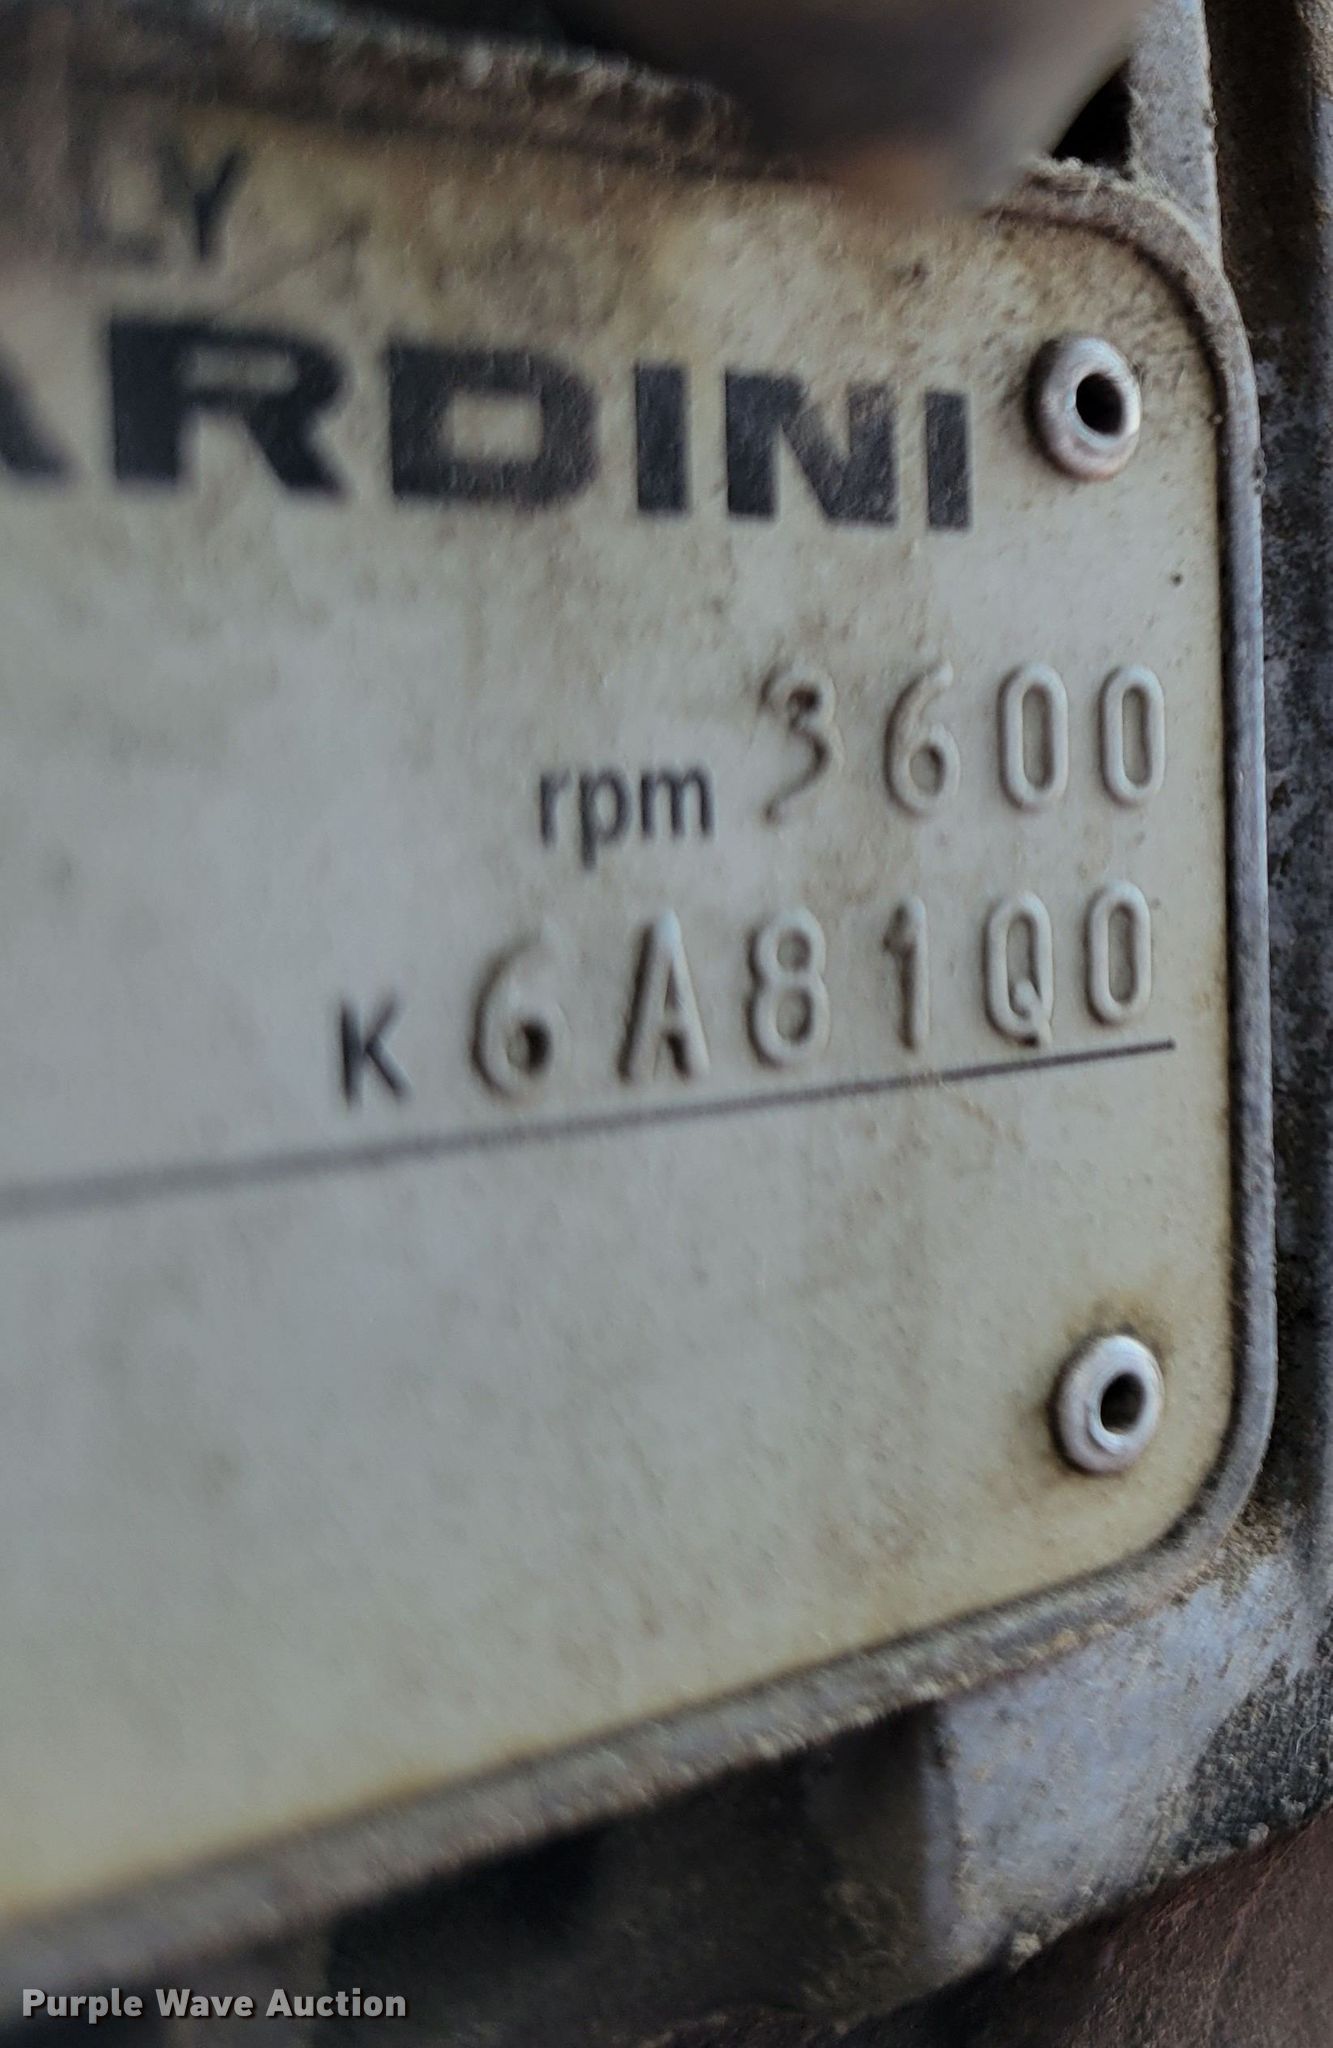 LY
ARDINI
rpm 3600
K 6A81Q0
Purple Wave Auction